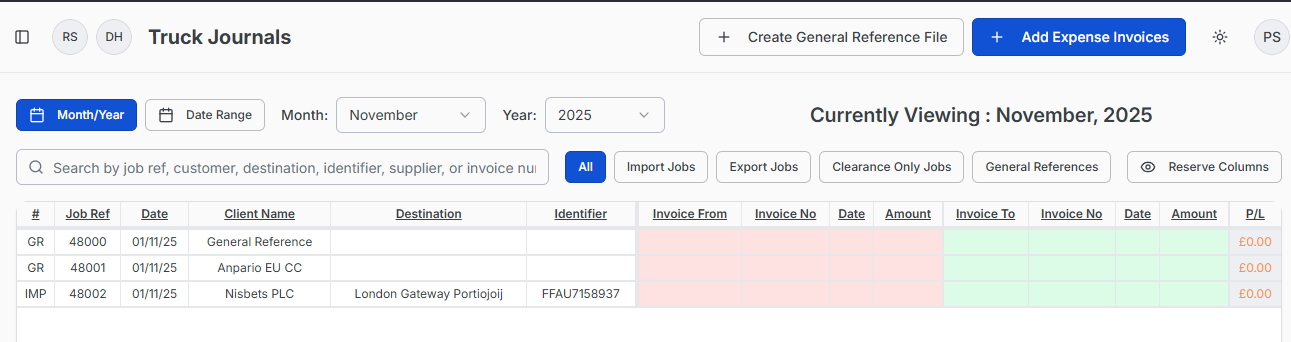 RS DH Truck Journals Create General Reference File Add Expense Invoices PS
Month/Year Date Range Month: November Year: 2025 Currently Viewing : November, 2025
Search by job ref, customer, destination, identifier, supplier, or invoice nu All Import Jobs Export Jobs Clearance Only Jobs General References Reserve Columns
# Job Ref Date Client Name Destination Identifier Invoice From Invoice No Date Amount Invoice To Invoice No Date Amount P/L
GR 48000 01/11/25 General Reference £0.00
GR 48001 01/11/25 Anpario EU CC £0.00
IMP 48002 01/11/25 Nisbets PLC London Gateway Portiojoij FFAU7158937 £0.00